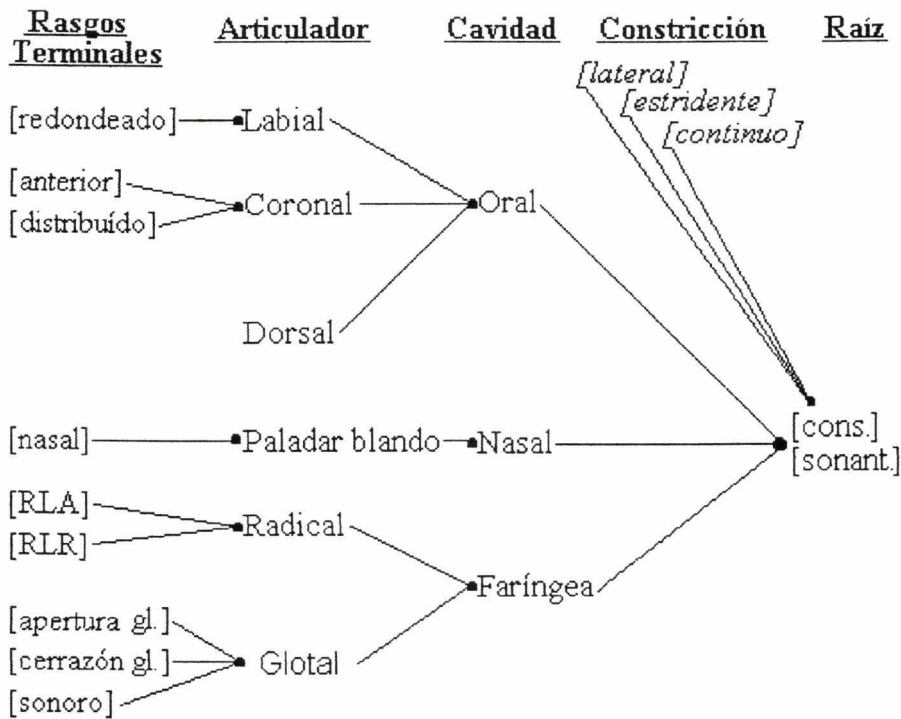 Rasgos Terminales
Articulador
Cavidad
Constricción
Raíz
[lateral]
[estridente]
[continuo]
[redondeado]
Labial
[anterior]
[distribuído]
Coronal
Oral
Dorsal
[nasal]
Paladar blando
Nasal
[cons.]
[sonant.]
[RLA]
[RLR]
Radical
Faríngea
[apertura gl.]
[cerrazón gl.]
[sonoro]
Glotal